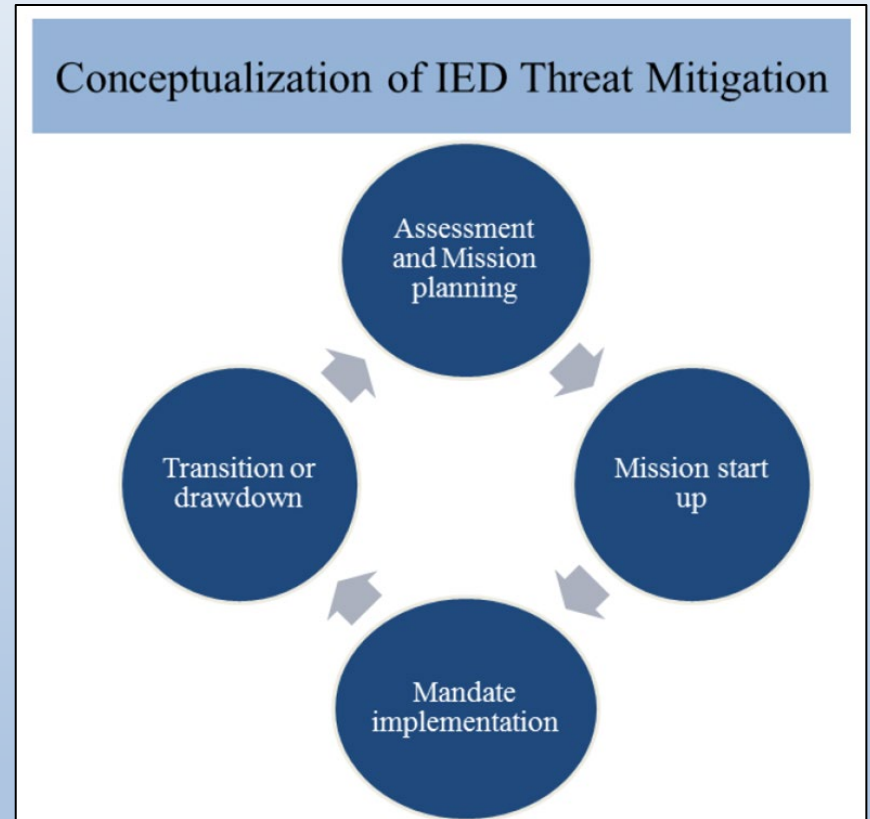 Conceptualization of IED Threat Mitigation
Assessment
and Mission
planning
Transition or
drawdown
Mission start
up
Mandate
implementation